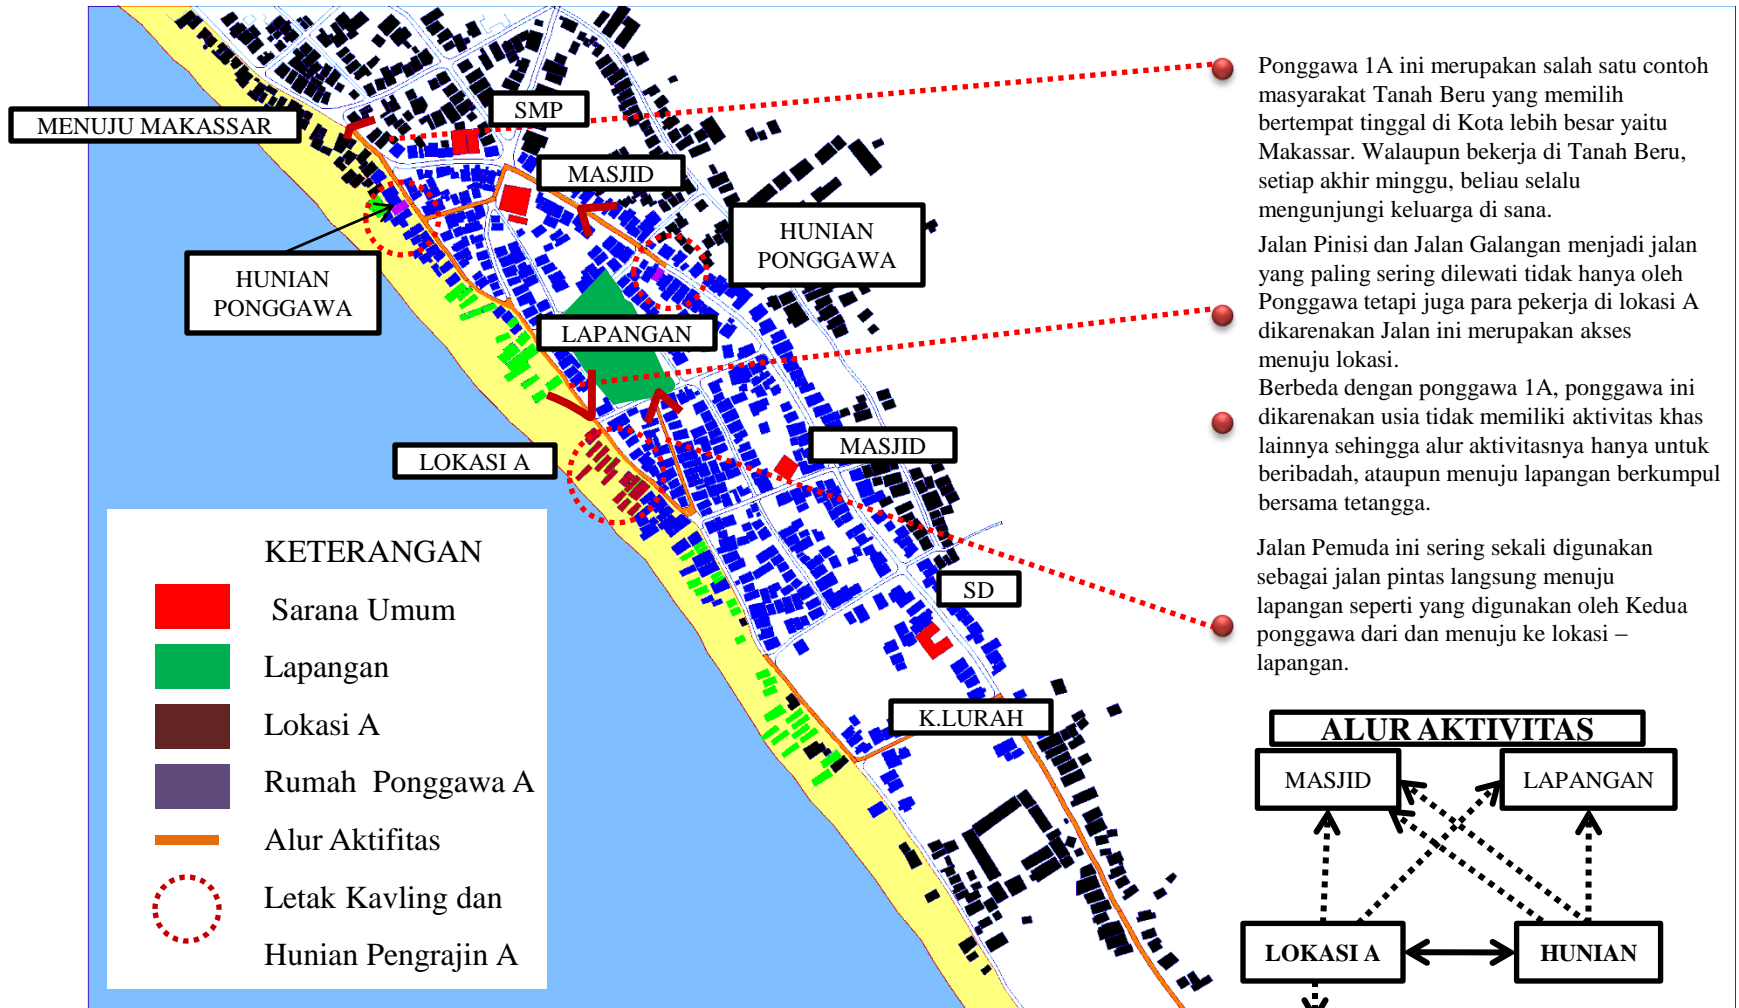 MENUJU MAKASSAR
SMP
MASJID
HUNIAN
PONGGAWA
HUNIAN
PONGGAWA
LAPANGAN
LOKASI A
MASJID
SD
K.LURAH
KETERANGAN
Sarana Umum
Lapangan
Lokasi A
Rumah Ponggawa A
Alur Aktifitas
Letak Kavling dan
Hunian Pengrajin A
Ponggawa 1A ini merupakan salah satu contoh
masyarakat Tanah Beru yang memilih
bertempat tinggal di Kota lebih besar yaitu
Makassar. Walaupun bekerja di Tanah Beru,
setiap akhir minggu, beliau selalu
mengunjungi keluarga di sana.
Jalan Pinisi dan Jalan Galangan menjadi jalan
yang paling sering dilewati tidak hanya oleh
Ponggawa tetapi juga para pekerja di lokasi A
dikarenakan Jalan ini merupakan akses
menuju lokasi.
Berbeda dengan ponggawa 1A, ponggawa ini
dikarenakan usia tidak memiliki aktivitas khas
lainnya sehingga alur aktivitasnya hanya untuk
beribadah, ataupun menuju lapangan berkumpul
bersama tetangga.
Jalan Pemuda ini sering sekali digunakan
sebagai jalan pintas langsung menuju
lapangan seperti yang digunakan oleh Kedua
ponggawa dari dan menuju ke lokasi –
lapangan.
ALUR AKTIVITAS
MASJID
LAPANGAN
LOKASI A
HUNIAN